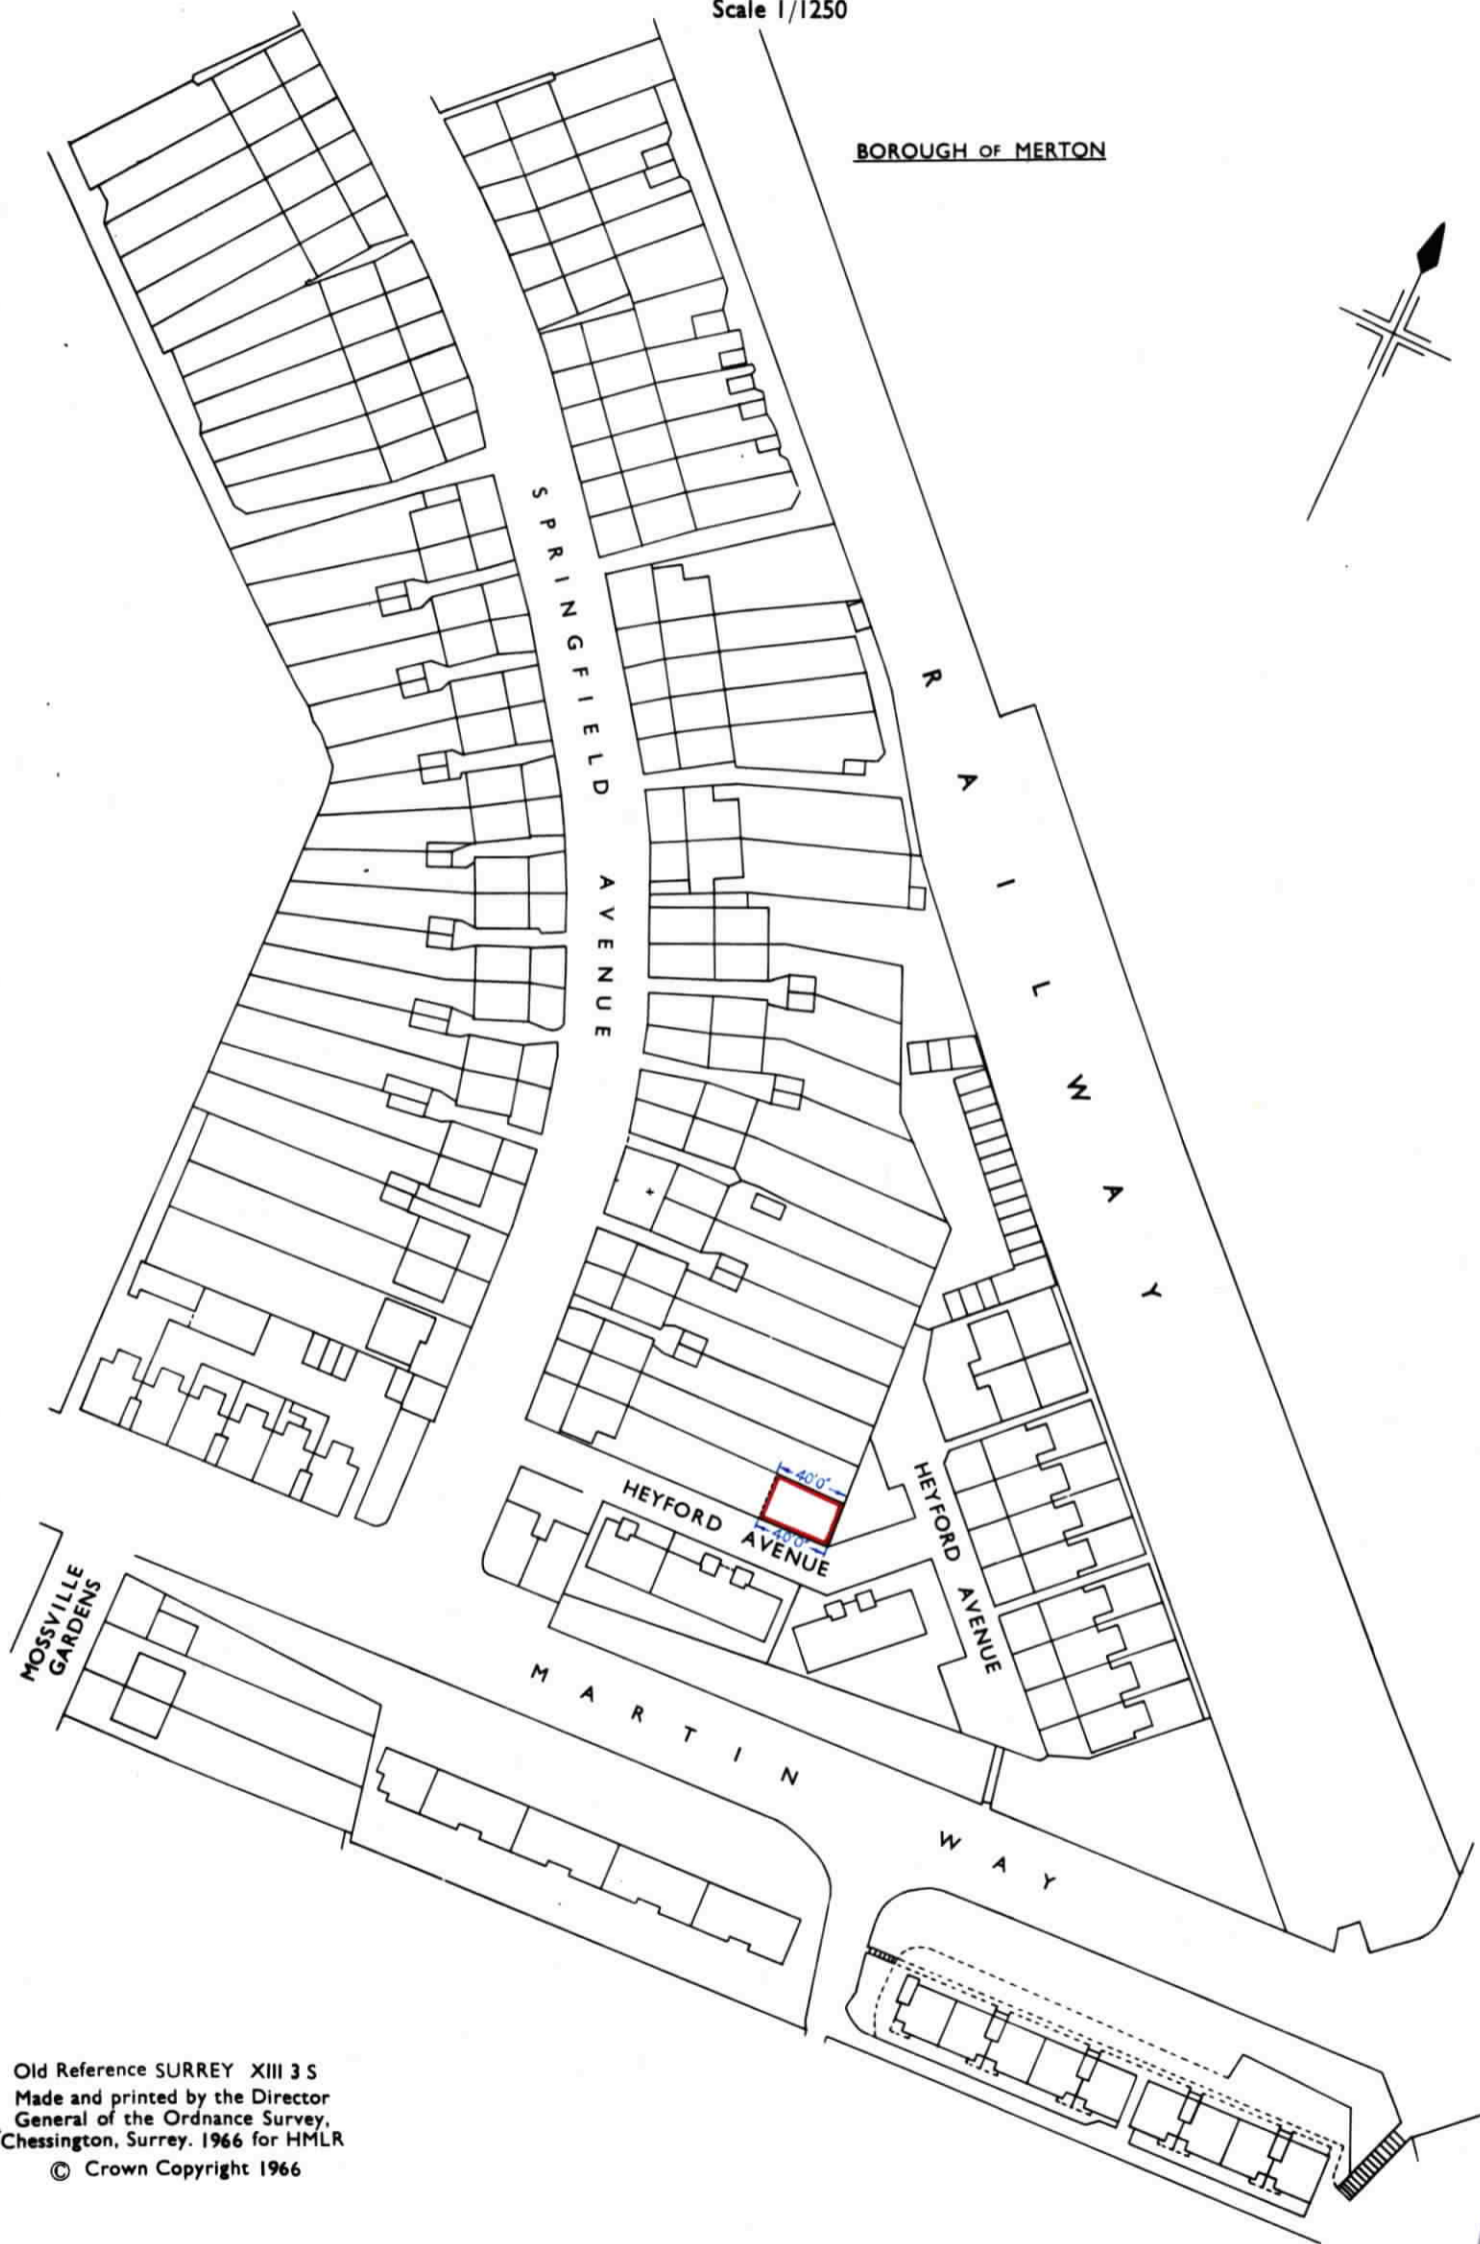 Scale 1/1250
BOROUGH OF MERTON
SPRINGFIELD AVENUE
RAILWAY
40'0"
40'0"
HEYFORD AVENUE
HEYFORD AVENUE
MOSSVILLE
GARDENS
MARTIN WAY
Old Reference SURREY XIII 3 S
Made and printed by the Director
General of the Ordnance Survey,
Chessington, Surrey. 1966 for HMLR
© Crown Copyright 1966